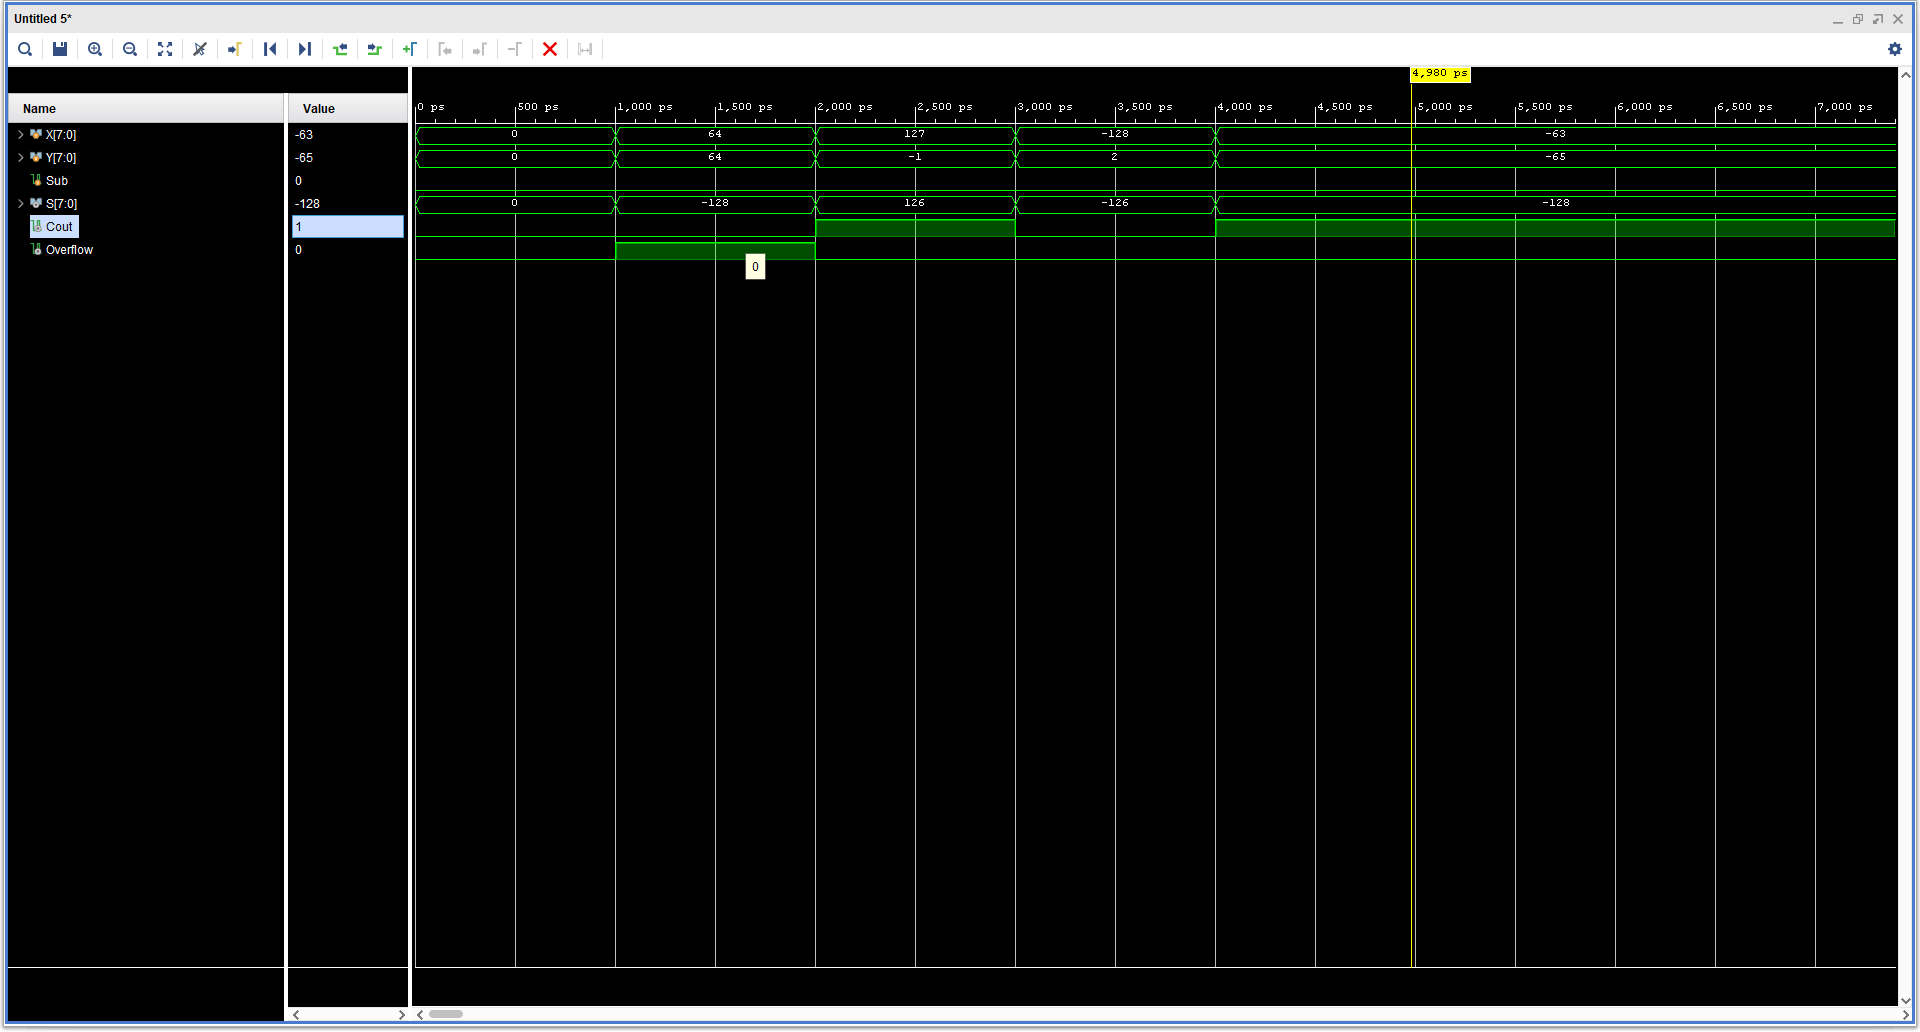 Untitled 5*
4,980 ps
Name Value 0 ps 500 ps 1,000 ps 1,500 ps 2,000 ps 2,500 ps 3,000 ps 3,500 ps 4,000 ps 4,500 ps 5,000 ps 5,500 ps 6,000 ps 6,500 ps 7,000 ps
X[7:0] -63 0 64 127 -128 -63
Y[7:0] -65 0 64 -1 2 -65
Sub 0
S[7:0] -128 0 -128 126 -126 -128
Cout 1
Overflow 0
0